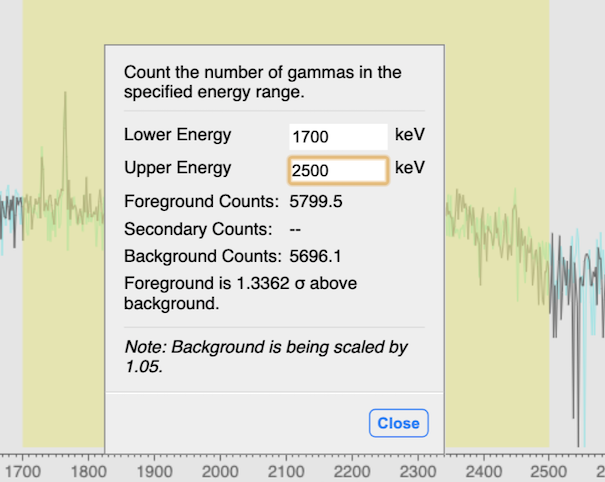 Count the number of gammas in the
specified energy range.
Lower Energy 1700 keV
Upper Energy 2500 keV
Foreground Counts: 5799.5
Secondary Counts: --
Background Counts: 5696.1
Foreground is 1.3362 σ above
background.
Note: Background is being scaled by
1.05.
Close
1700 1800 1900 2000 2100 2200 2300 2400 2500 2